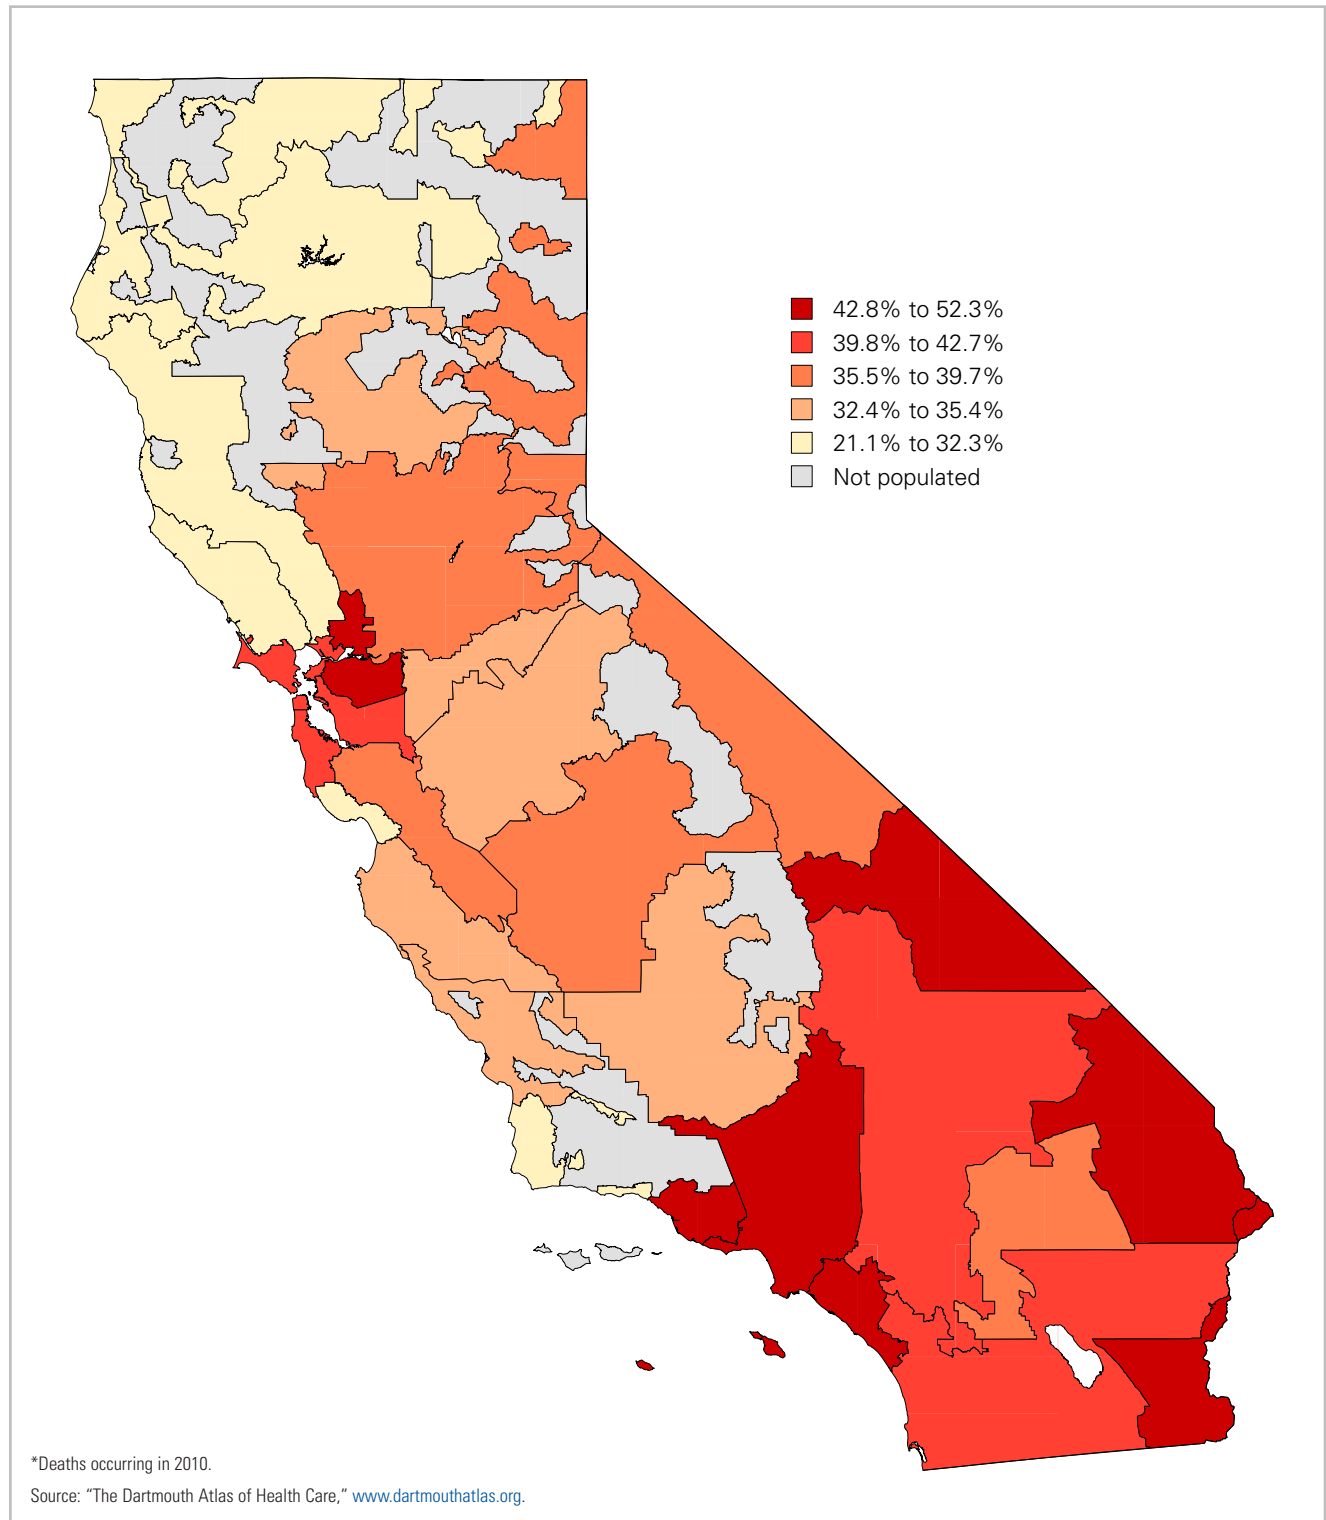 42.8% to 52.3%
39.8% to 42.7%
35.5% to 39.7%
32.4% to 35.4%
21.1% to 32.3%
Not populated
*Deaths occurring in 2010.
Source: “The Dartmouth Atlas of Health Care,” www.dartmouthatlas.org.